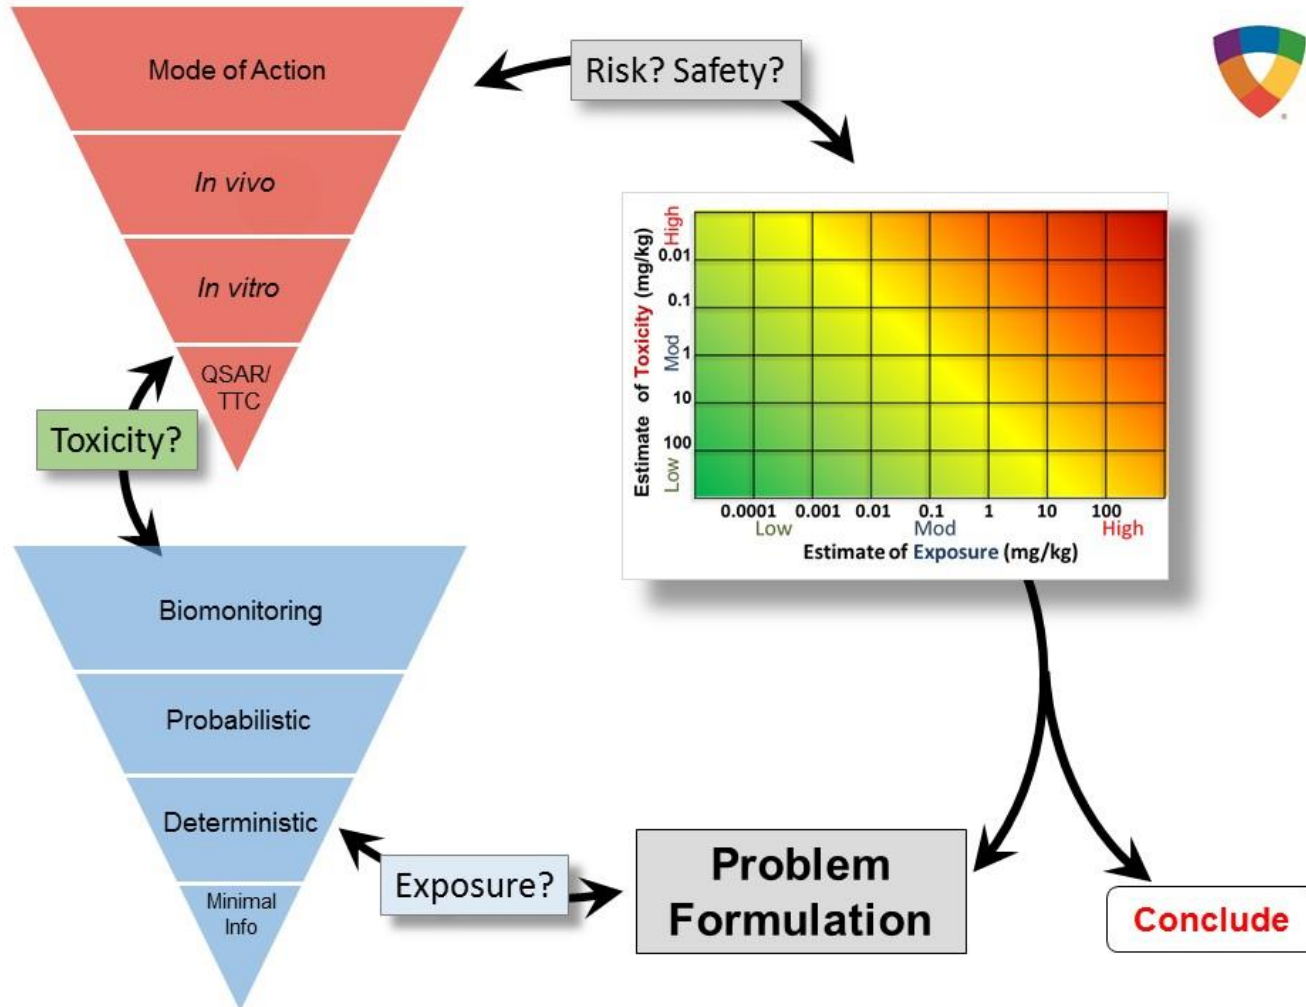 Mode of Action
In vivo
In vitro
QSAR/
TTC
Toxicity?
Biomonitoring
Probabilistic
Deterministic
Minimal
Info
Exposure?
Risk? Safety?
Estimate of Toxicity (mg/kg)
High
Mod
Low
0.01
0.1
1
10
100
0.0001 0.001 0.01 0.1 1 10 100
Low Mod High
Estimate of Exposure (mg/kg)
Problem
Formulation
Conclude